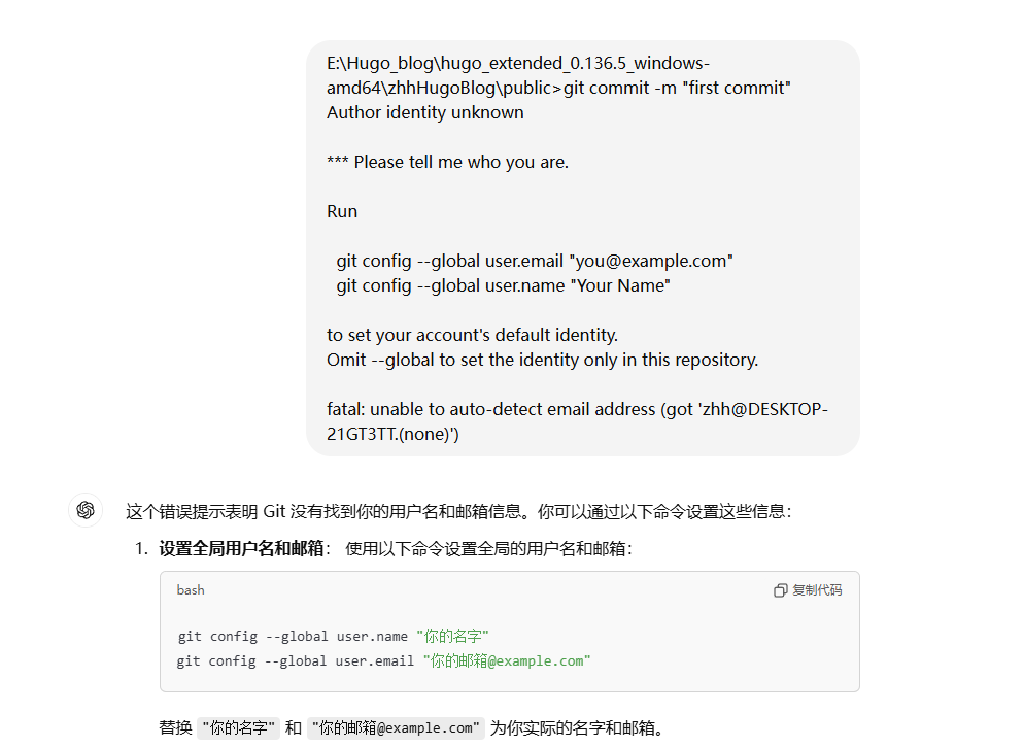 E:\Hugo_blog\hugo_extended_0.136.5_windows-
amd64\zhhHugoBlog\public>git commit -m "first commit"
Author identity unknown
*** Please tell me who you are.
Run
git config --global user.email "you@example.com"
git config --global user.name "Your Name"
to set your account's default identity.
Omit --global to set the identity only in this repository.
fatal: unable to auto-detect email address (got 'zhh@DESKTOP-
21GT3TT.(none)')
这个错误提示表明 Git 没有找到你的用户名和邮箱信息。你可以通过以下命令设置这些信息：
1. 设置全局用户名和邮箱： 使用以下命令设置全局的用户名和邮箱：
bash 复制代码
git config --global user.name "你的名字"
git config --global user.email "你的邮箱@example.com"
替换 "你的名字" 和 "你的邮箱@example.com" 为你实际的名字和邮箱。